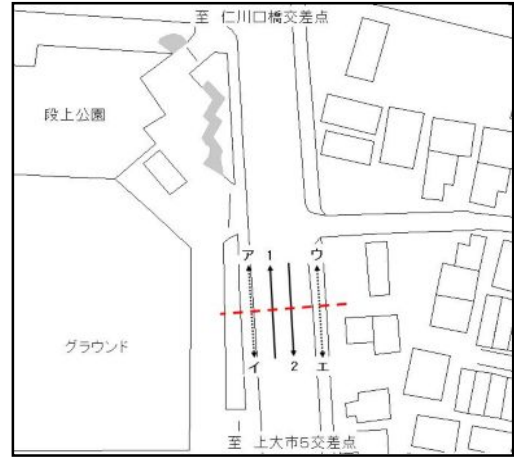 至 仁川口橋交差点
段上公園
ア 1 ウ
グラウンド
イ 2 エ
至 上大市5交差点